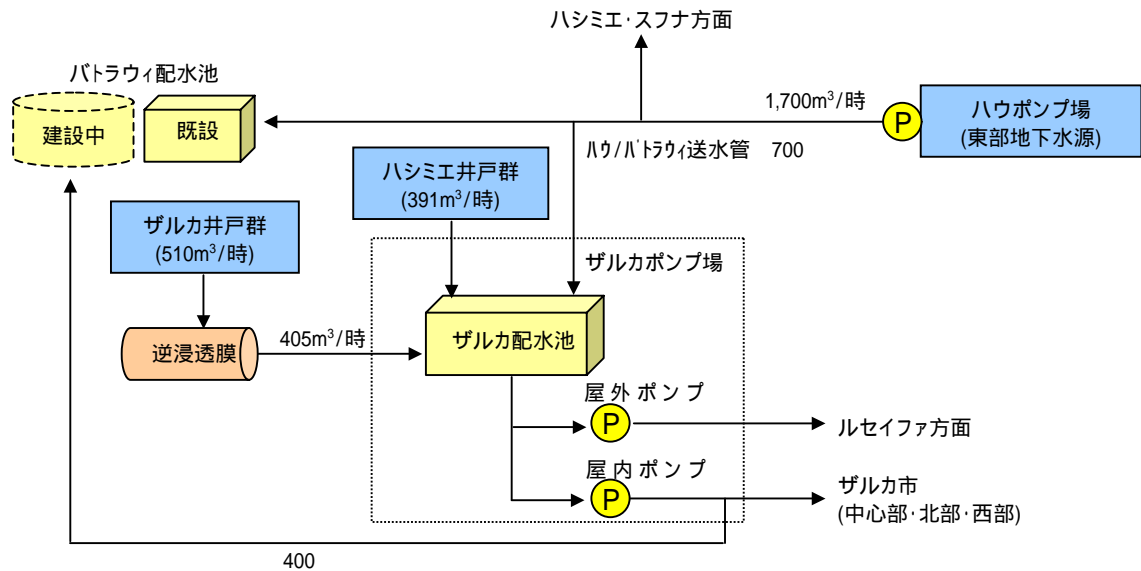 ハシミエ・スフナ方面
バトラウィ配水池
建設中
既設
1,700m³/時
P
ハウポンプ場
(東部地下水源)
ハウ/バトラウィ送水管 700
ハシミエ井戸群
(391m³/時)
ザルカ井戸群
(510m³/時)
ザルカポンプ場
逆浸透膜
405m³/時
ザルカ配水池
屋外ポンプ
P
ルセイファ方面
屋内ポンプ
P
ザルカ市
(中心部・北部・西部)
400